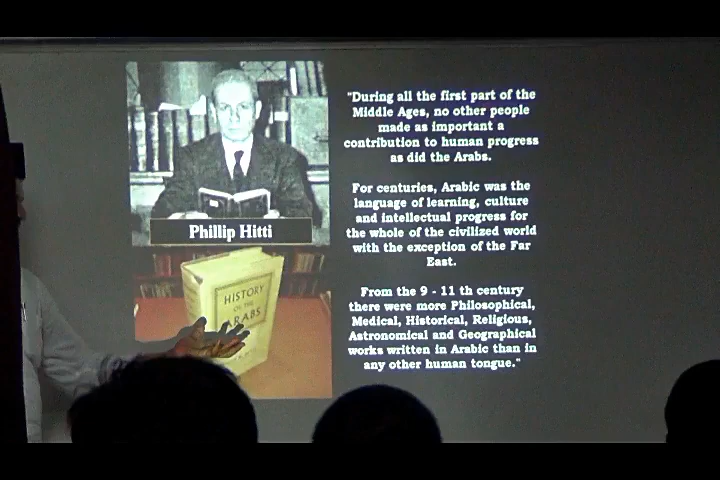 "During all the first part of the
Middle Ages, no other people
made as important a
contribution to human progress
as did the Arabs.
For centuries, Arabic was the
language of learning, culture
and intellectual progress for
the whole of the civilized world
with the exception of the Far
East.
From the 9 - 11 th century
there were more Philosophical,
Medical, Historical, Religious,
Astronomical and Geographical
works written in Arabic than in
any other human tongue."
Phillip Hitti
HISTORY
OF THE
ARABS